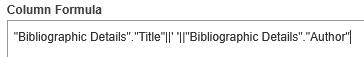 Column Formula
"Bibliographic Details"."Title"||' '||"Bibliographic Details"."Author"